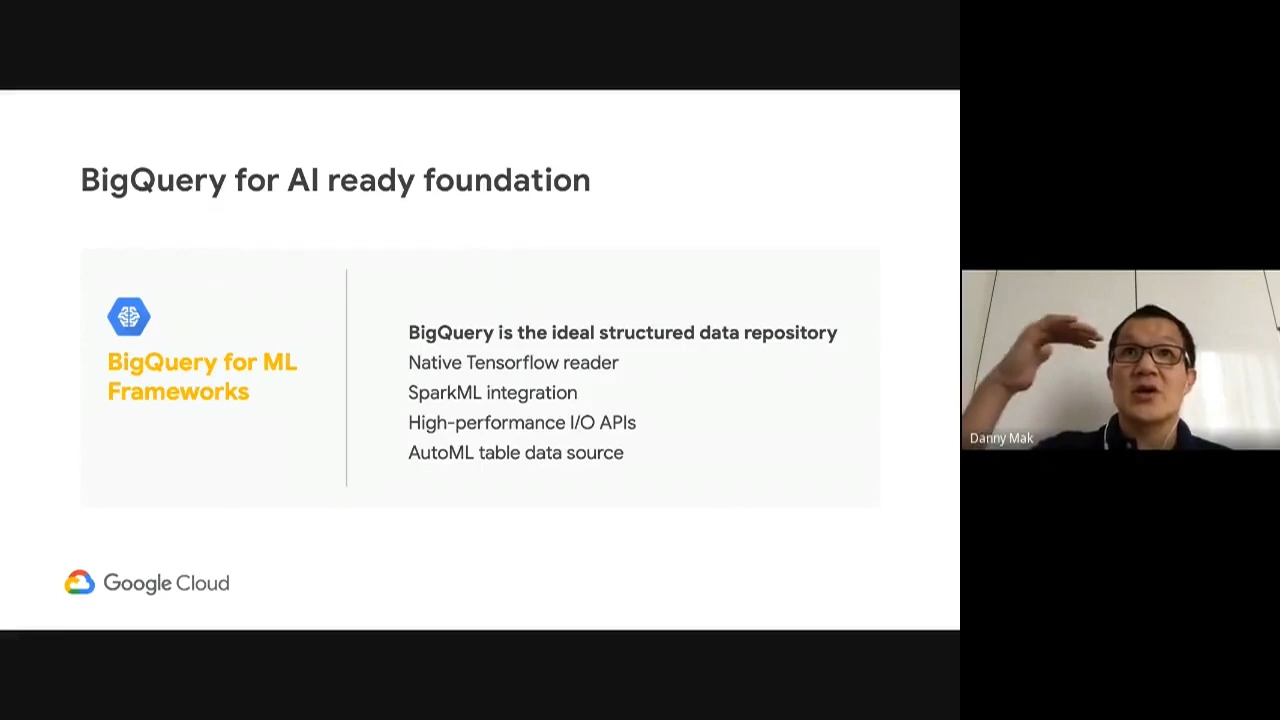 BigQuery for AI ready foundation
BigQuery for ML
Frameworks
BigQuery is the ideal structured data repository
Native Tensorflow reader
SparkML integration
High-performance I/O APIs
AutoML table data source
Google Cloud
Danny Mak